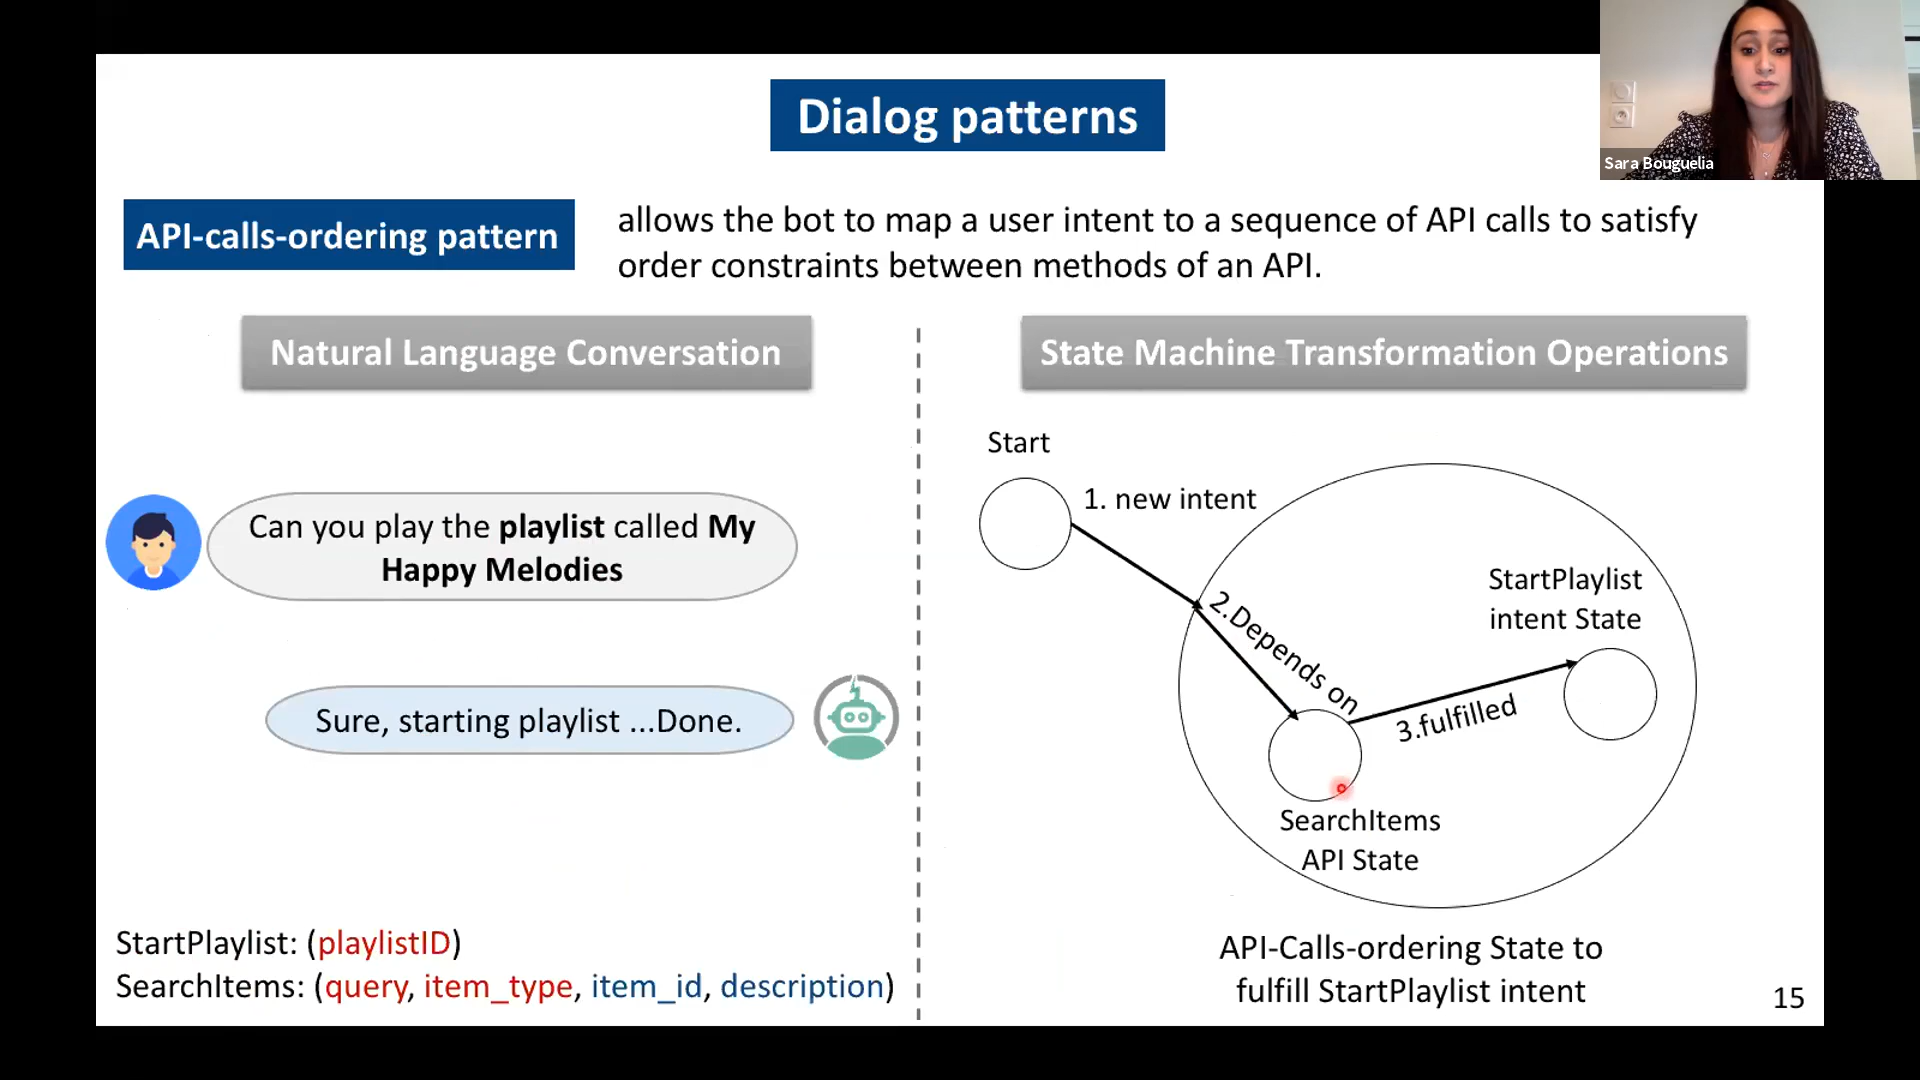 Dialog patterns
Sara Bouguelia
API-calls-ordering pattern
allows the bot to map a user intent to a sequence of API calls to satisfy
order constraints between methods of an API.
Natural Language Conversation
State Machine Transformation Operations
Can you play the playlist called My
Happy Melodies
Sure, starting playlist ...Done.
StartPlaylist: (playlistID)
SearchItems: (query, item_type, item_id, description)
Start
1. new intent
2.Depends on
3.fulfilled
StartPlaylist
intent State
SearchItems
API State
API-Calls-ordering State to
fulfill StartPlaylist intent
15